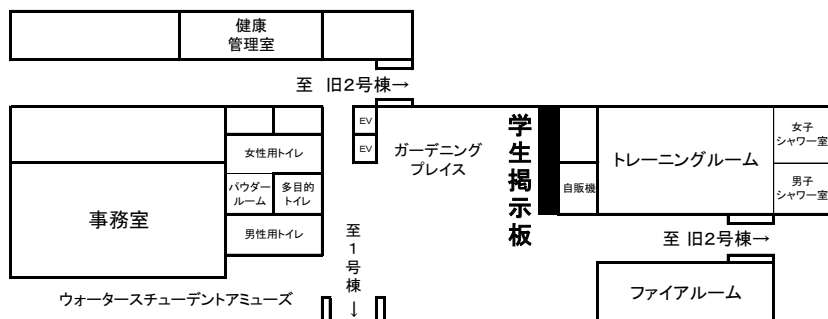 健康
管理室
至 旧2号棟→
EV
EV
ガーデニング
プレイス
学生掲示板
自販機
トレーニングルーム
女子
シャワー室
男子
シャワー室
女性用トイレ
パウダー
ルーム
多目的
トイレ
男性用トイレ
事務室
至1号棟↓
至 旧2号棟→
ウォータースチューデントアミューズ
ファイアルーム